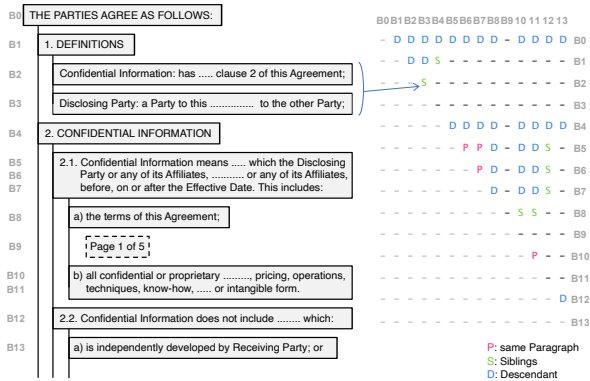 B0 THE PARTIES AGREE AS FOLLOWS:
B1 1. DEFINITIONS
B2 Confidential Information: has ..... clause 2 of this Agreement;
B3 Disclosing Party: a Party to this ............... to the other Party;
B4 2. CONFIDENTIAL INFORMATION
B5 2.1. Confidential Information means ..... which the Disclosing
B6 Party or any of its Affiliates, .......... or any of its Affiliates,
B7 before, on or after the Effective Date. This includes:
B8 a) the terms of this Agreement;
B9 Page 1 of 5
B10 b) all confidential or proprietary ........., pricing, operations,
B11 techniques, know-how, ..... or intangible form.
B12 2.2. Confidential Information does not include ........ which:
B13 a) is independently developed by Receiving Party; or
B0 B1 B2 B3 B4 B5 B6 B7 B8 B9 10 11 12 13
- D D D D D D D D - D D D D B0
- - D D S - - - - - - - - - B1
- - - S - - - - - - - - - - B2
- - - - - - - - - - - - - - B3
- - - - - D D D D - D D D D B4
- - - - - - P P D - D D S - B5
- - - - - - - P D - D D S - B6
- - - - - - - - D - D D S - B7
- - - - - - - - - - S S - - B8
- - - - - - - - - - - - - - B9
- - - - - - - - - - - P - - B10
- - - - - - - - - - - - - - B11
- - - - - - - - - - - - - D B12
- - - - - - - - - - - - - - B13
P: same Paragraph
S: Siblings
D: Descendant